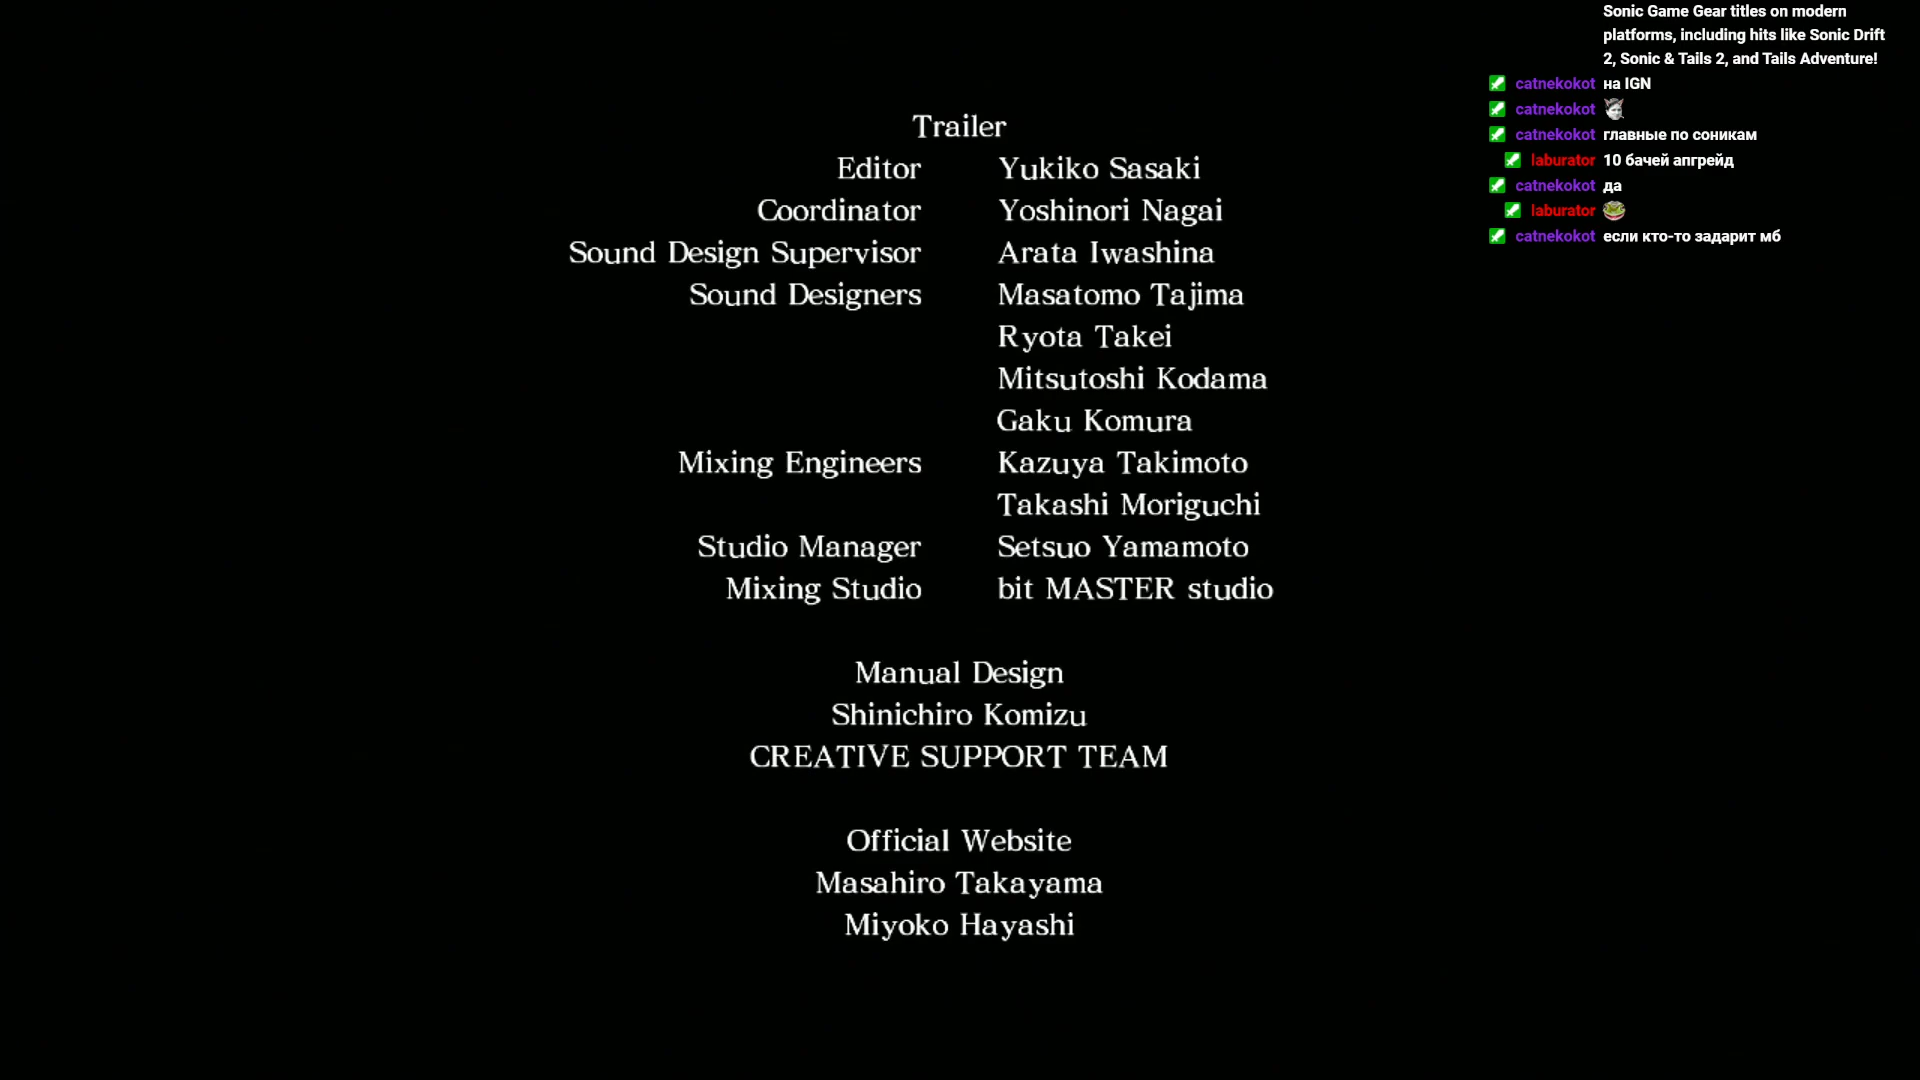 Trailer
Editor Yukiko Sasaki
Coordinator Yoshinori Nagai
Sound Design Supervisor Arata Iwashina
Sound Designers Masatomo Tajima
Ryota Takei
Mitsutoshi Kodama
Gaku Komura
Mixing Engineers Kazuya Takimoto
Takashi Moriguchi
Studio Manager Setsuo Yamamoto
Mixing Studio bit MASTER studio
Manual Design
Shinichiro Komizu
CREATIVE SUPPORT TEAM
Official Website
Masahiro Takayama
Miyoko Hayashi
Sonic Game Gear titles on modern
platforms, including hits like Sonic Drift
2, Sonic & Tails 2, and Tails Adventure!
catnekokot на IGN
catnekokot
catnekokot главные по соникам
laburator 10 бачей апгрейд
catnekokot да
laburator
catnekokot если кто-то задарит мб